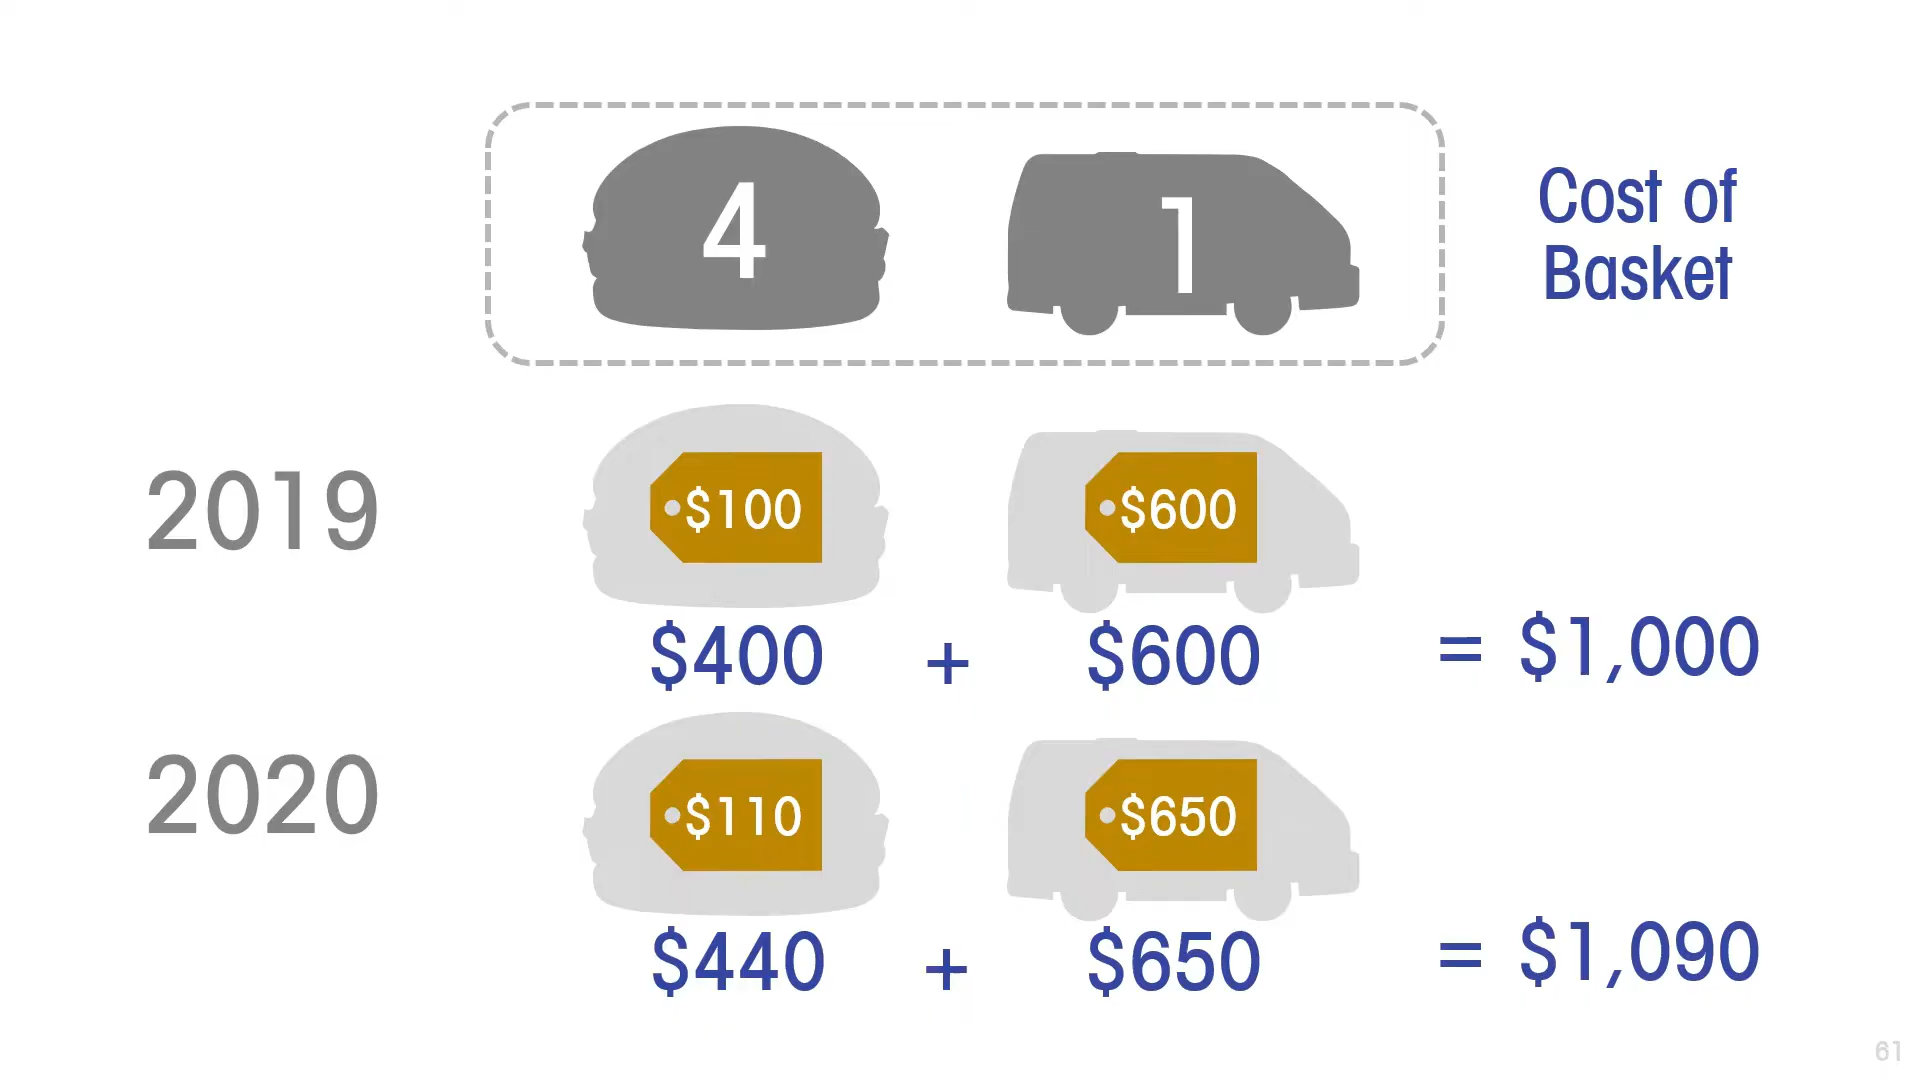 4 1
Cost of
Basket
2019
$100 $600
$400 + $600 = $1,000
2020
$110 $650
$440 + $650 = $1,090
61